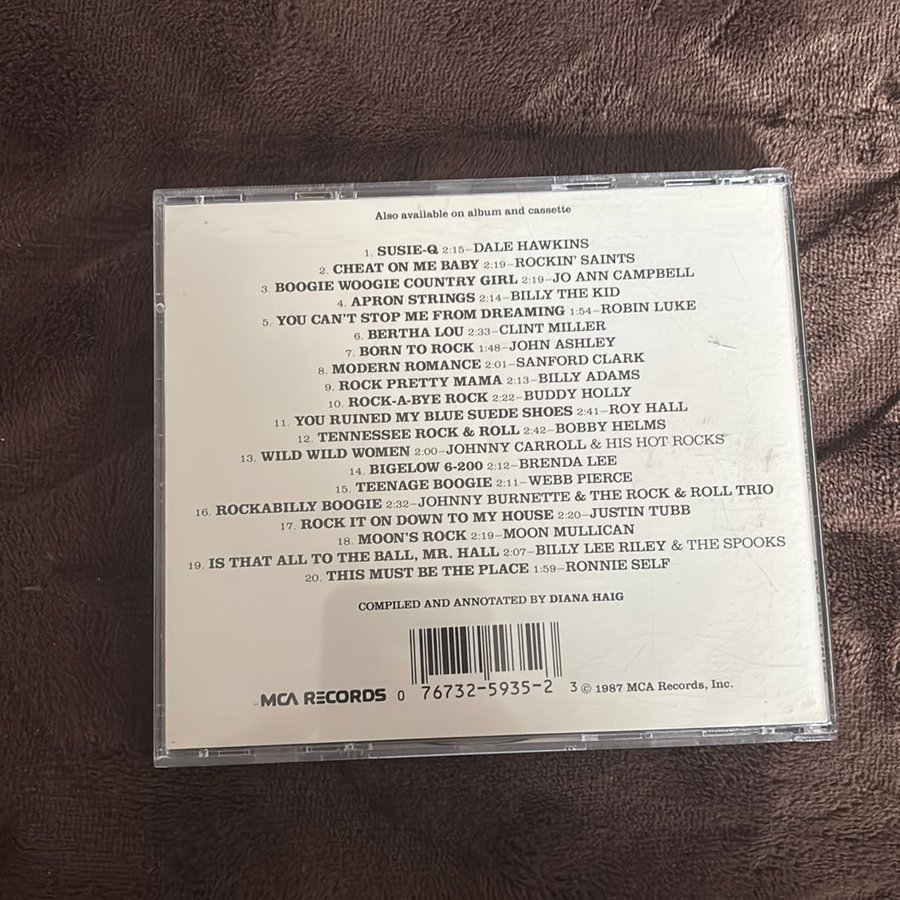 Also available on album and cassette
1. SUSIE-Q 2:15–DALE HAWKINS
2. CHEAT ON ME BABY 2:19–ROCKIN' SAINTS
3. BOOGIE WOOGIE COUNTRY GIRL 2:19–JO ANN CAMPBELL
4. APRON STRINGS 2:14–BILLY THE KID
5. YOU CAN'T STOP ME FROM DREAMING 1:54–ROBIN LUKE
6. BERTHA LOU 2:33–CLINT MILLER
7. BORN TO ROCK 1:48–JOHN ASHLEY
8. MODERN ROMANCE 2:01–SANFORD CLARK
9. ROCK PRETTY MAMA 2:13–BILLY ADAMS
10. ROCK-A-BYE ROCK 2:22–BUDDY HOLLY
11. YOU RUINED MY BLUE SUEDE SHOES 2:41–ROY HALL
12. TENNESSEE ROCK & ROLL 2:42–BOBBY HELMS
13. WILD WILD WOMEN 2:00–JOHNNY CARROLL & HIS HOT ROCKS
14. BIGELOW 6-200 2:12–BRENDA LEE
15. TEENAGE BOOGIE 2:11–WEBB PIERCE
16. ROCKABILLY BOOGIE 2:32–JOHNNY BURNETTE & THE ROCK & ROLL TRIO
17. ROCK IT ON DOWN TO MY HOUSE 2:20–JUSTIN TUBB
18. MOON'S ROCK 2:19–MOON MULLICAN
19. IS THAT ALL TO THE BALL, MR. HALL 2:07–BILLY LEE RILEY & THE SPOOKS
20. THIS MUST BE THE PLACE 1:59–RONNIE SELF
COMPILED AND ANNOTATED BY DIANA HAIG
MCA RECORDS 0 76732-5935-2 3 © 1987 MCA Records, Inc.